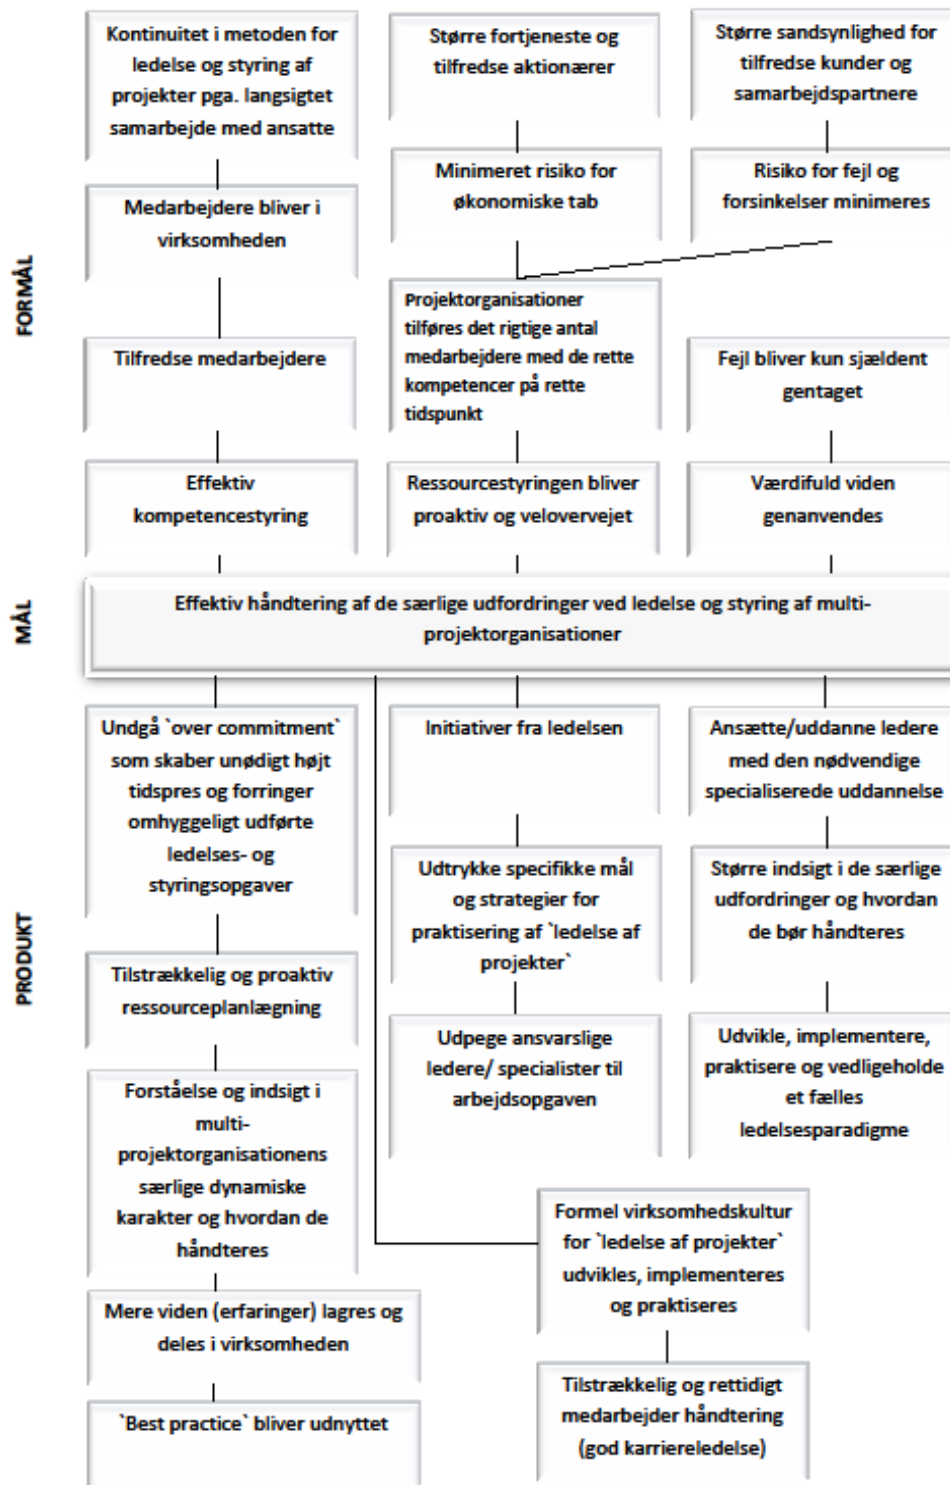 Kontinuitet i metoden for
ledelse og styring af
projekter pga. langsigtet
samarbejde med ansatte
Større fortjeneste og
tilfredse aktionærer
Større sandsynlighed for
tilfredse kunder og
samarbejdspartnere
Medarbejdere bliver i
virksomheden
Minimeret risiko for
økonomiske tab
Risiko for fejl og
forsinkelser minimeres
FORMÅL
Tilfredse medarbejdere
Projektorganisationer
tilføres det rigtige antal
medarbejdere med de rette
kompetencer på rette
tidspunkt
Fejl bliver kun sjældent
gentaget
Effektiv
kompetencestyring
Ressourcestyringen bliver
proaktiv og velovervejet
Værdifuld viden
genanvendes
MÅL
Effektiv håndtering af de særlige udfordringer ved ledelse og styring af multi-
projektorganisationer
Undgå `over commitment`
som skaber unødigt højt
tidspres og forringer
omhyggeligt udførte
ledelses- og
styringsopgaver
Initiativer fra ledelsen
Ansætte/uddanne ledere
med den nødvendige
specialiserede uddannelse
Udtrykke specifikke mål
og strategier for
praktisering af `ledelse af
projekter`
Større indsigt i de særlige
udfordringer og hvordan
de bør håndteres
PRODUKT
Tilstrækkelig og proaktiv
ressourceplanlægning
Udpege ansvarslige
ledere/ specialister til
arbejdsopgaven
Udvikle, implementere,
praktisere og vedligeholde
et fælles
ledelsesparadigme
Forståelse og indsigt i
multi-
projektorganisationens
særlige dynamiske
karakter og hvordan de
håndteres
Formel virksomhedskultur
for `ledelse af projekter`
udvikles, implementeres
og praktiseres
Mere viden (erfaringer) lagres og
deles i virksomheden
Tilstrækkelig og rettidigt
medarbejder håndtering
(god karriereledelse)
`Best practice` bliver udnyttet